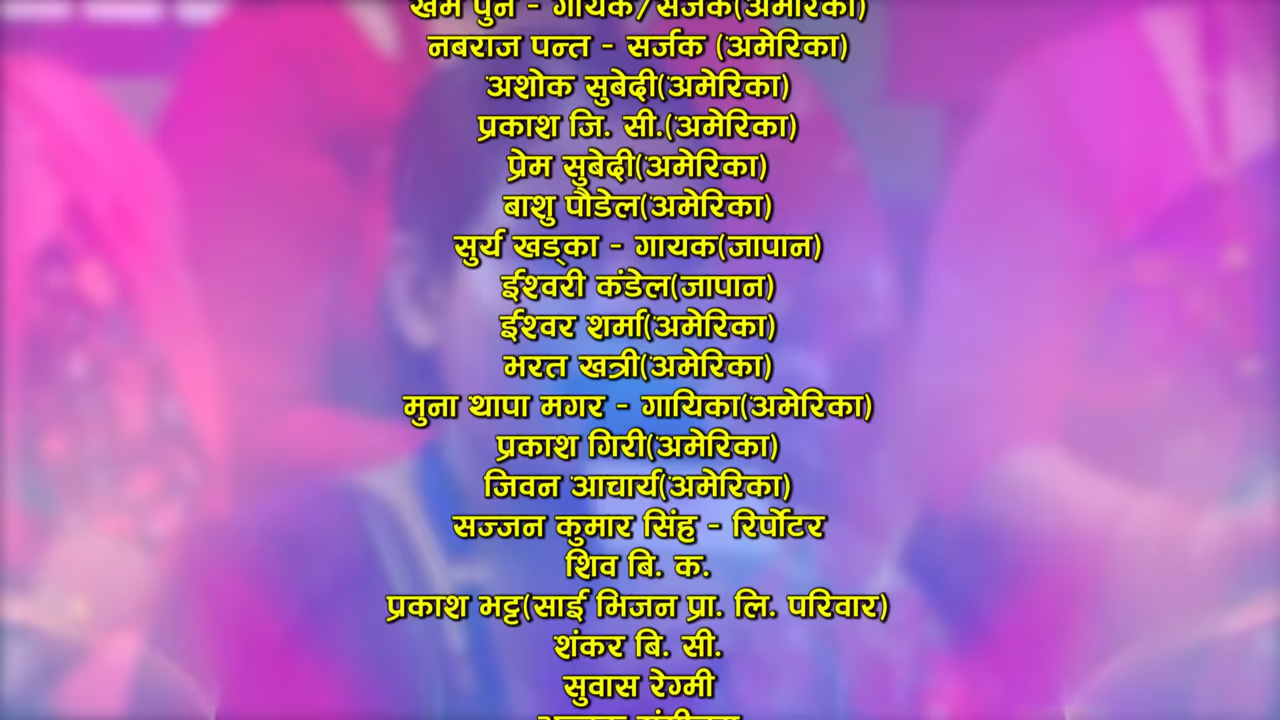 खेम पुन - गायक/सर्जक(अमेरिका)
नबराज पन्त - सर्जक (अमेरिका)
अशोक सुबेदी(अमेरिका)
प्रकाश जि. सी.(अमेरिका)
प्रेम सुबेदी(अमेरिका)
बाशु पौडेल(अमेरिका)
सुर्य खड्का - गायक(जापान)
ईश्वरी कंडेल(जापान)
ईश्वर शर्मा(अमेरिका)
भरत खत्री(अमेरिका)
मुना थापा मगर - गायिका(अमेरिका)
प्रकाश गिरी(अमेरिका)
जिवन आचार्य(अमेरिका)
सज्जन कुमार सिंह - रिर्पोटर
शिव बि. क.
प्रकाश भट्ट(साई भिजन प्रा. लि. परिवार)
शंकर बि. सी.
सुवास रेग्मी